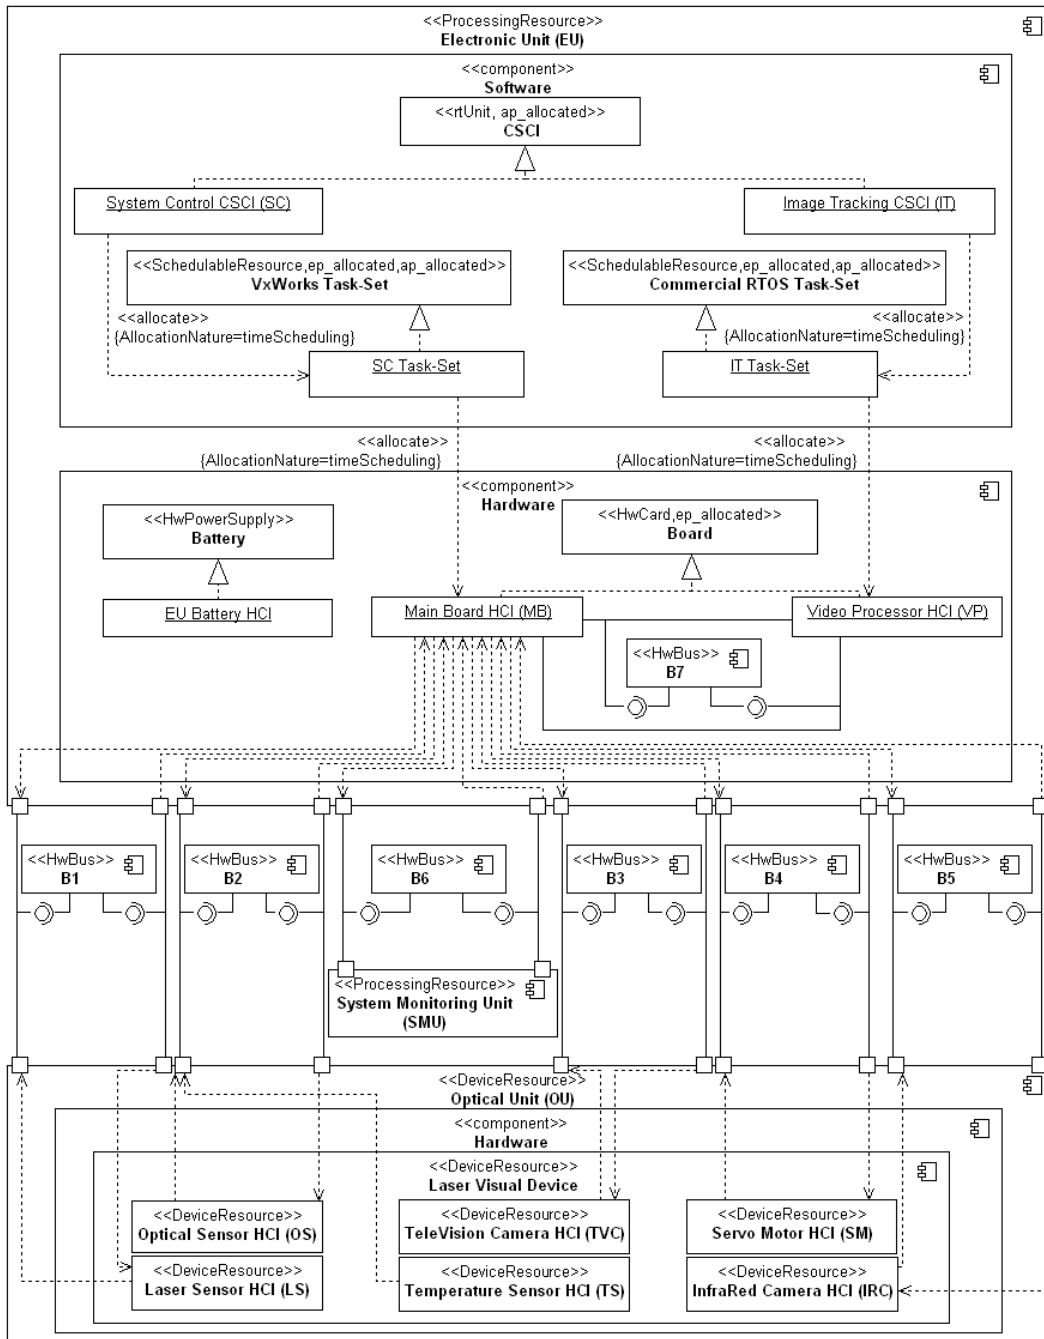 <<ProcessingResource>>
Electronic Unit (EU)
<<component>>
Software
<<rtUnit, ap_allocated>>
CSCI
System Control CSCI (SC)
Image Tracking CSCI (IT)
<<SchedulableResource,ep_allocated,ap_allocated>>
VxWorks Task-Set
<<SchedulableResource,ep_allocated,ap_allocated>>
Commercial RTOS Task-Set
<<allocate>>
{AllocationNature=timeScheduling}
<<allocate>>
{AllocationNature=timeScheduling}
SC Task-Set
IT Task-Set
<<allocate>>
{AllocationNature=timeScheduling}
<<allocate>>
{AllocationNature=timeScheduling}
<<component>>
Hardware
<<HwPowerSupply>>
Battery
<<HwCard,ep_allocated>>
Board
EU Battery HCI
Main Board HCI (MB)
Video Processor HCI (VP)
<<HwBus>>
B7
<<HwBus>>
B1
<<HwBus>>
B2
<<HwBus>>
B6
<<HwBus>>
B3
<<HwBus>>
B4
<<HwBus>>
B5
<<ProcessingResource>>
System Monitoring Unit
(SMU)
<<DeviceResource>>
Optical Unit (OU)
<<component>>
Hardware
<<DeviceResource>>
Laser Visual Device
<<DeviceResource>>
Optical Sensor HCI (OS)
<<DeviceResource>>
TeleVision Camera HCI (TVC)
<<DeviceResource>>
Servo Motor HCI (SM)
<<DeviceResource>>
Laser Sensor HCI (LS)
<<DeviceResource>>
Temperature Sensor HCI (TS)
<<DeviceResource>>
InfraRed Camera HCI (IRC)